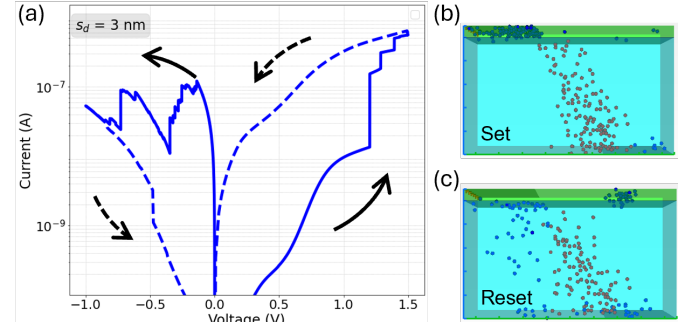 (a)
s_d = 3 nm
Current (A)
10⁻⁷
10⁻⁹
−1.0 −0.5 0.0 0.5 1.0 1.5
Voltage (V)
(b)
Set
(c)
Reset